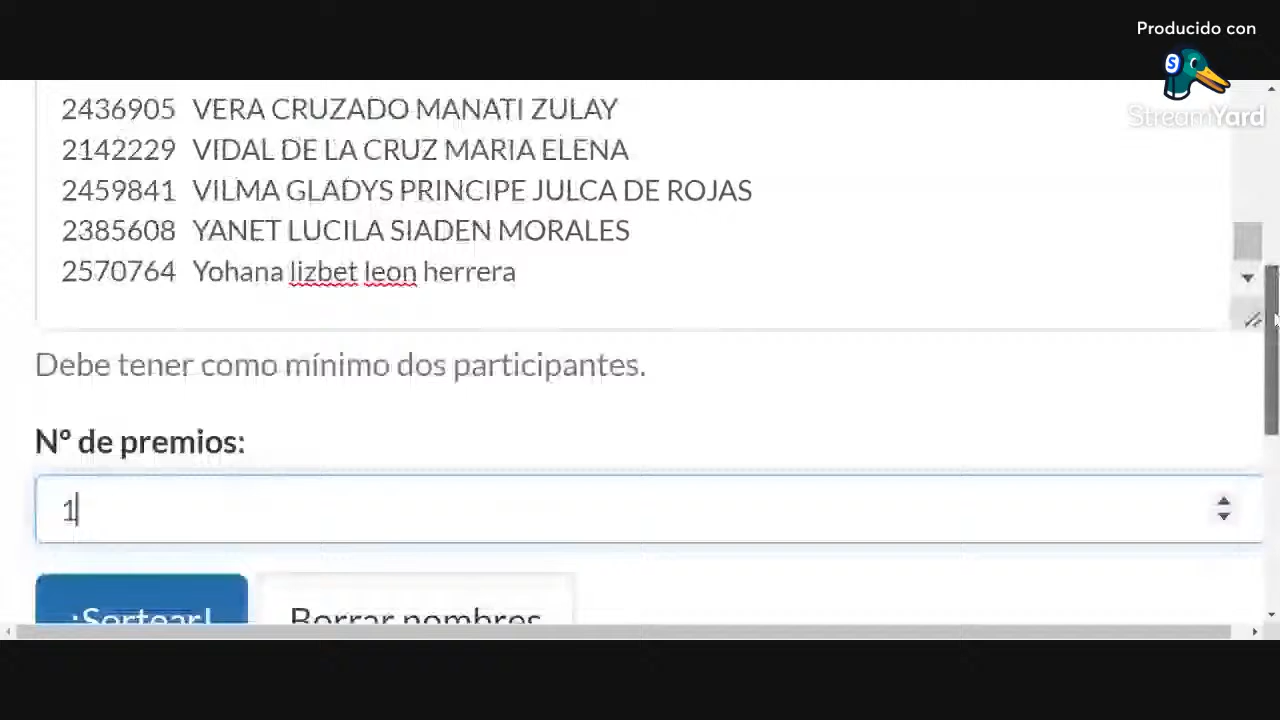 Producido con
StreamYard
2436905 VERA CRUZADO MANATI ZULAY
2142229 VIDAL DE LA CRUZ MARIA ELENA
2459841 VILMA GLADYS PRINCIPE JULCA DE ROJAS
2385608 YANET LUCILA SIADEN MORALES
2570764 Yohana lizbet leon herrera
Debe tener como mínimo dos participantes.
Nº de premios:
1
¡Sortear! Borrar nombres